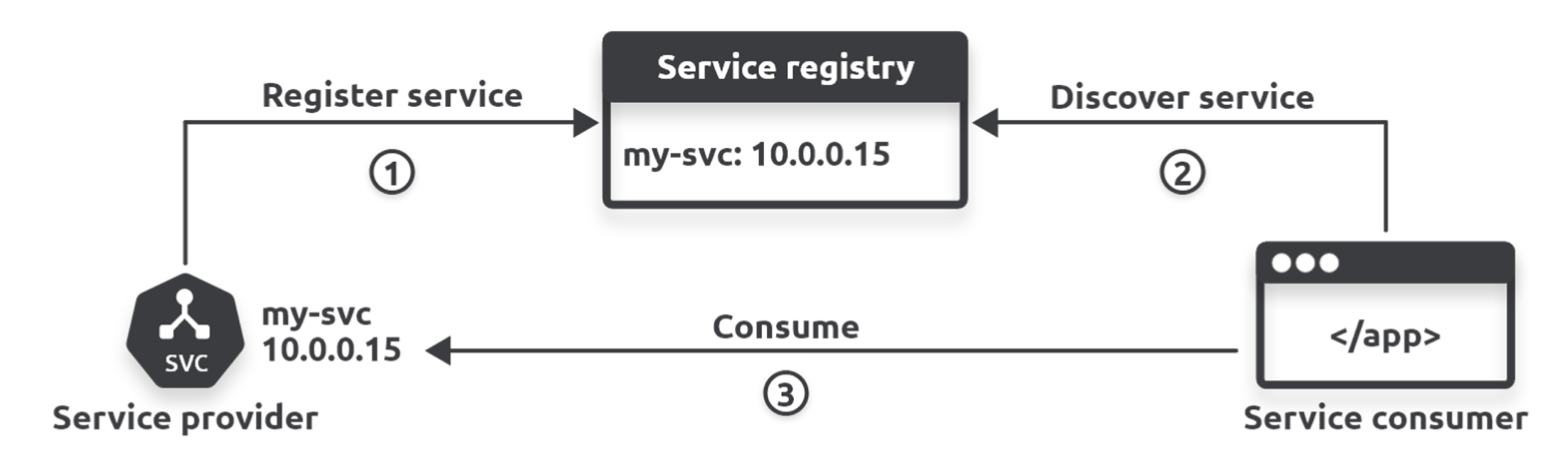 Service registry
Register service
Discover service
my-svc: 10.0.0.15
1
2
my-svc
10.0.0.15
SVC
Service provider
Consume
3
</app>
Service consumer